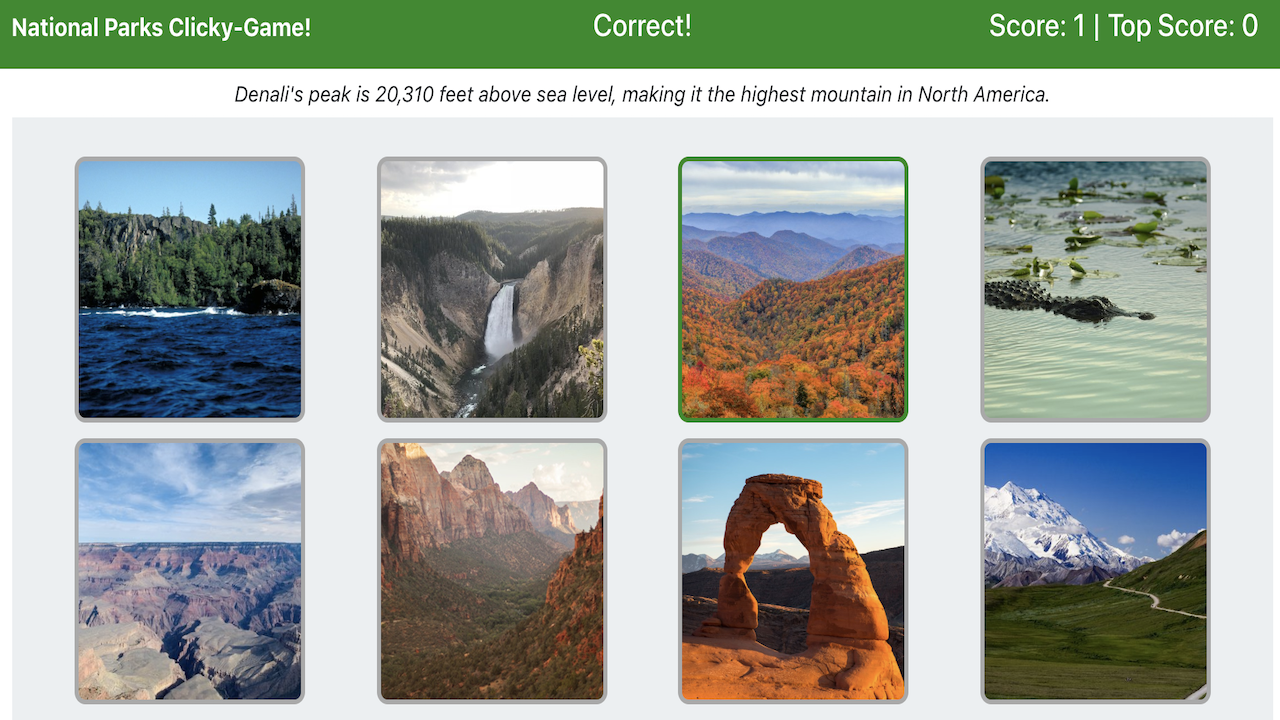 National Parks Clicky-Game!
Correct!
Score: 1 | Top Score: 0
Denali's peak is 20,310 feet above sea level, making it the highest mountain in North America.